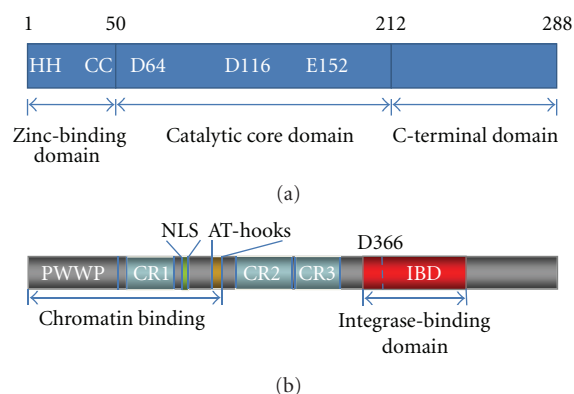 1 50 212 288
HH CC D64 D116 E152
Zinc-binding domain Catalytic core domain C-terminal domain
(a)
NLS AT-hooks
D366
PWWP CR1 CR2 CR3 IBD
Chromatin binding Integrase-binding domain
(b)